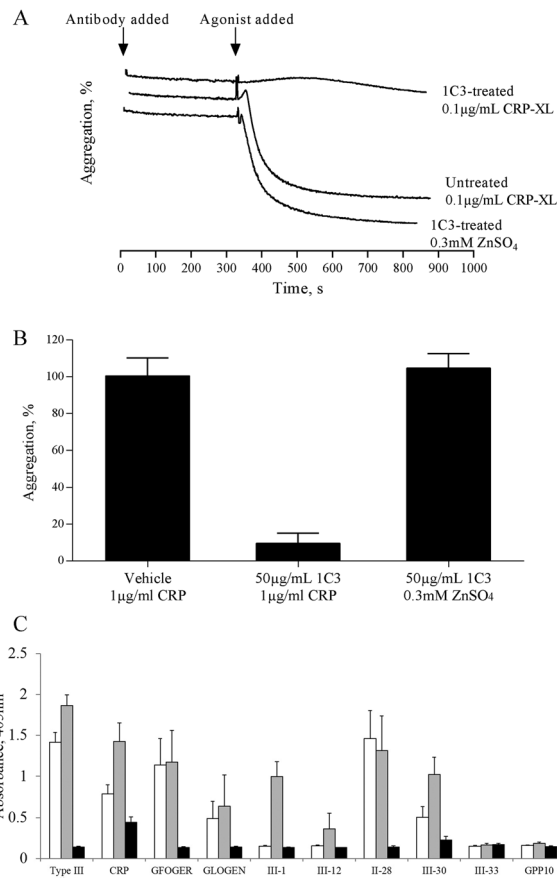 A
Antibody added
Agonist added
Aggregation, %
1C3-treated
0.1µg/mL CRP-XL
Untreated
0.1µg/mL CRP-XL
1C3-treated
0.3mM ZnSO4
0 100 200 300 400 500 600 700 800 900 1000
Time, s
B
Aggregation, %
120
100
80
60
40
20
0
Vehicle
1µg/ml CRP
50µg/mL 1C3
1µg/ml CRP
50µg/mL 1C3
0.3mM ZnSO4
C
2.5
2
1.5
1
0.5
0
Type III CRP GFOGER GLOGEN III-1 III-12 II-28 III-30 III-33 GPP10